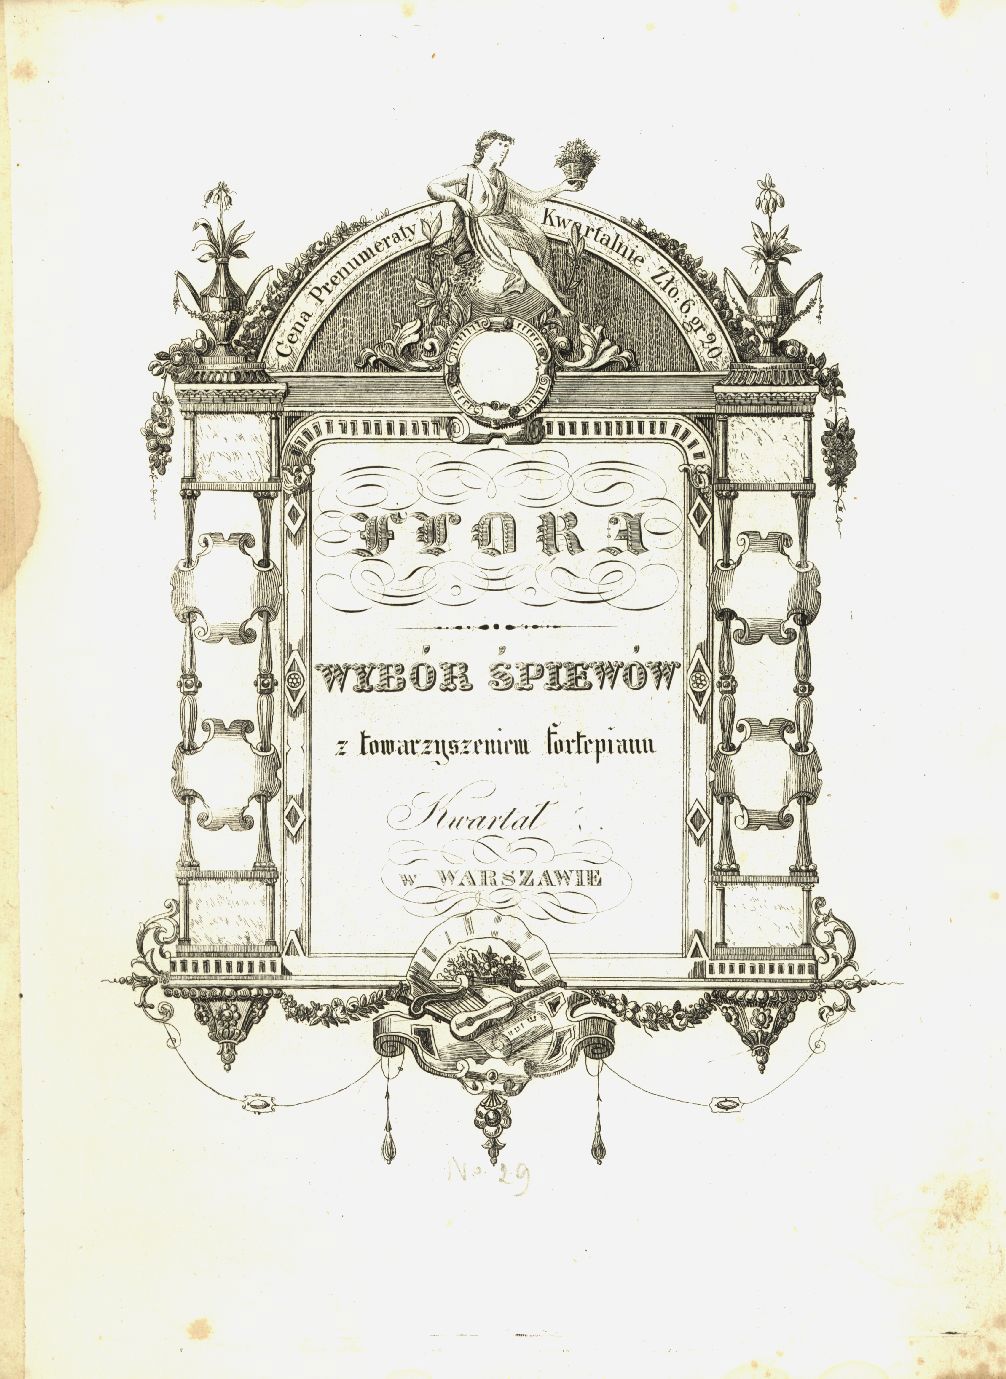 Cena Prenumeraty Kwartalnie Zło: 6. gr 20.
FLORA
WYBÓR ŚPIEWÓW
z towarzyszeniem fortepianu
Kwartał
w WARSZAWIE
No. 29